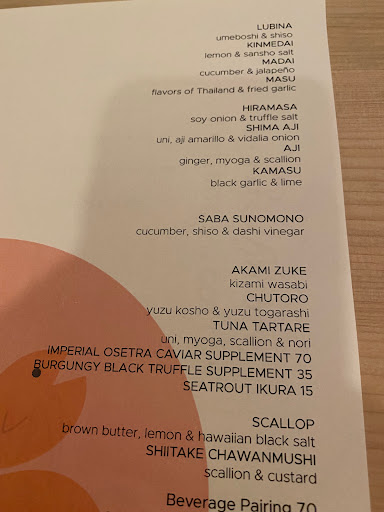 LUBINA
umeboshi & shiso
KINMEDAI
lemon & sansho salt
MADAI
cucumber & jalapeño
MASU
flavors of Thailand & fried garlic
HIRAMASA
soy onion & truffle salt
SHIMA AJI
uni, aji amarillo & vidalia onion
AJI
ginger, myoga & scallion
KAMASU
black garlic & lime
SABA SUNOMONO
cucumber, shiso & dashi vinegar
AKAMI ZUKE
kizami wasabi
CHUTORO
yuzu kosho & yuzu togarashi
TUNA TARTARE
uni, myoga, scallion & nori
IMPERIAL OSETRA CAVIAR SUPPLEMENT 70
BURGUNGY BLACK TRUFFLE SUPPLEMENT 35
SEATROUT IKURA 15
SCALLOP
brown butter, lemon & hawaiian black salt
SHIITAKE CHAWANMUSHI
scallion & custard
Beverage Pairing 70